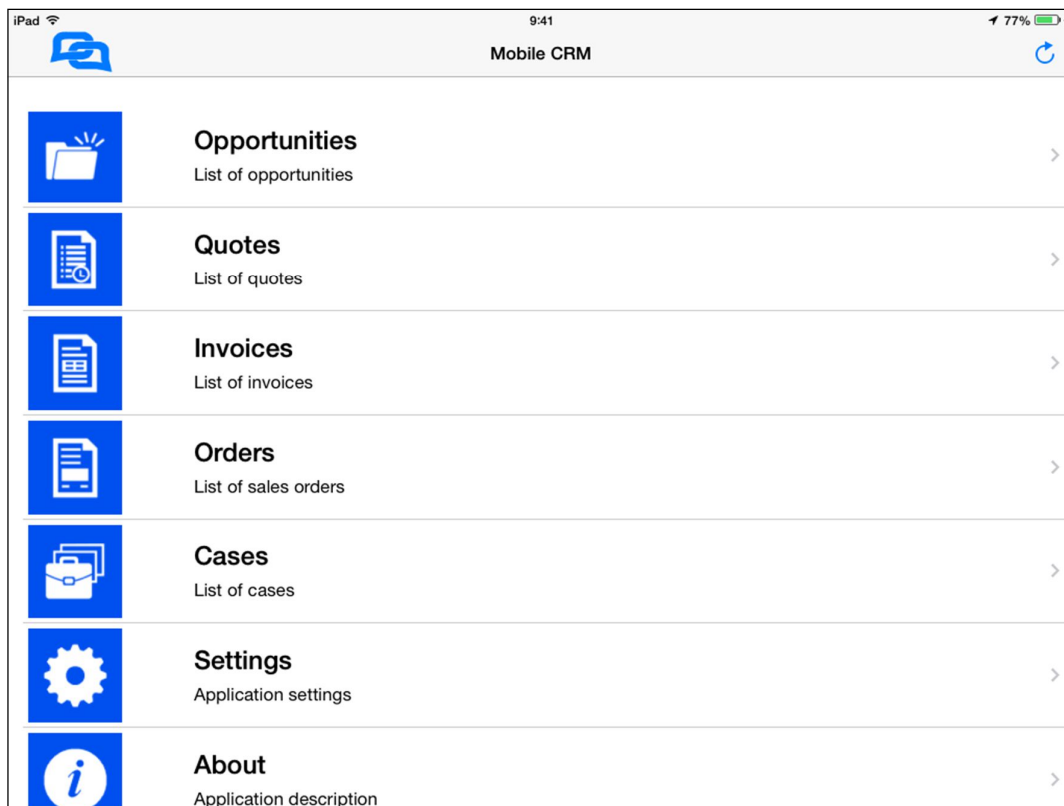 iPad 9:41 77%
Mobile CRM
Opportunities
List of opportunities
Quotes
List of quotes
Invoices
List of invoices
Orders
List of sales orders
Cases
List of cases
Settings
Application settings
i
About
Application description